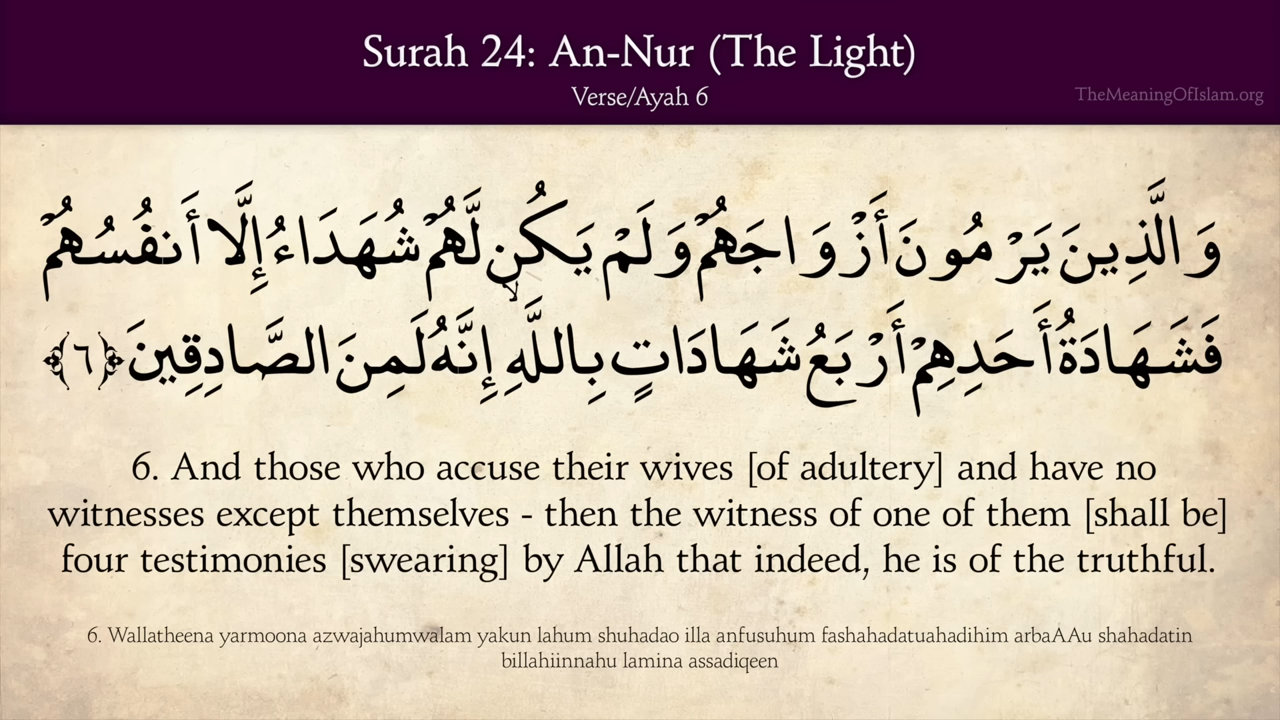 Surah 24: An-Nur (The Light)
Verse/Ayah 6
TheMeaningOfIslam.org
وَالَّذِينَ يَرْمُونَ أَزْوَاجَهُمْ وَلَمْ يَكُن لَّهُمْ شُهَدَاءُ إِلَّا أَنفُسُهُمْ
فَشَهَادَةُ أَحَدِهِمْ أَرْبَعُ شَهَادَاتٍ بِاللَّهِ إِنَّهُ لَمِنَ الصَّادِقِينَ ﴿٦﴾
6. And those who accuse their wives [of adultery] and have no
witnesses except themselves - then the witness of one of them [shall be]
four testimonies [swearing] by Allah that indeed, he is of the truthful.
6. Wallatheena yarmoona azwajahumwalam yakun lahum shuhadao illa anfusuhum fashahadatuahadihim arbaAAu shahadatin
billahiinnahu lamina assadiqeen